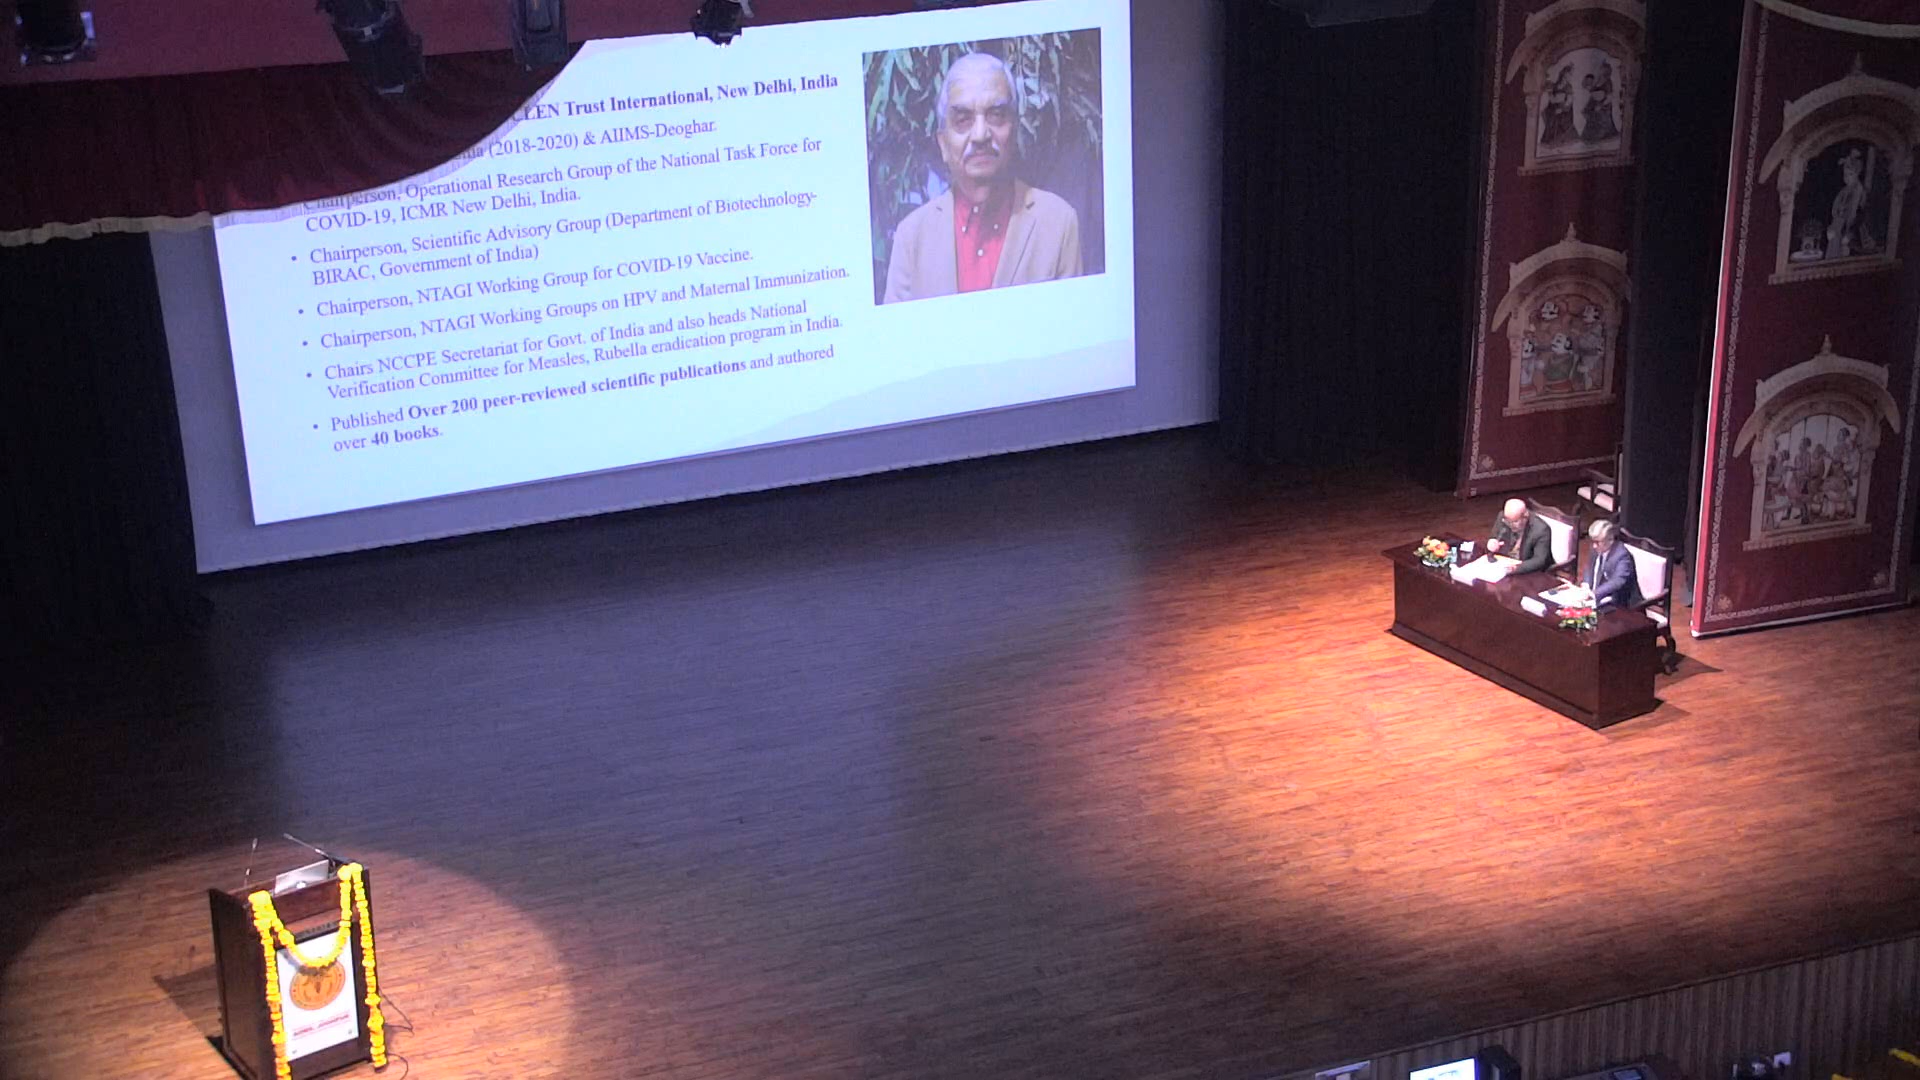 CLEN Trust International, New Delhi, India
(2018-2020) & AIIMS-Deoghar.
Chairperson, Operational Research Group of the National Task Force for
COVID-19, ICMR New Delhi, India.
• Chairperson, Scientific Advisory Group (Department of Biotechnology-
BIRAC, Government of India)
• Chairperson, NTAGI Working Group for COVID-19 Vaccine.
• Chairperson, NTAGI Working Groups on HPV and Maternal Immunization.
• Chairs NCCPE Secretariat for Govt. of India and also heads National
Verification Committee for Measles, Rubella eradication program in India.
• Published Over 200 peer-reviewed scientific publications and authored
over 40 books.